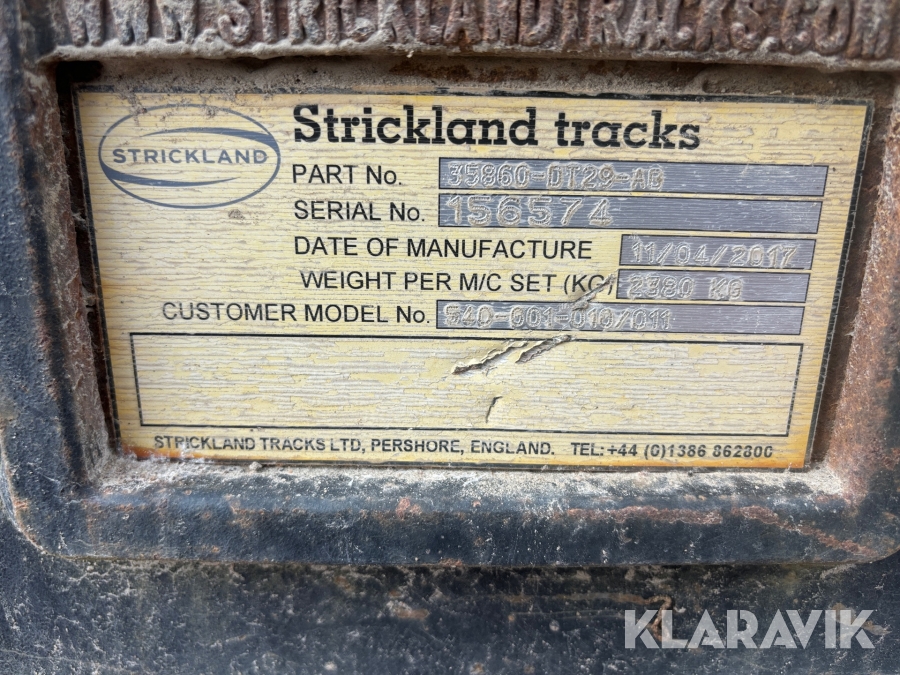 WWW.STRICKLANDTRACKS.COM
STRICKLAND
Strickland tracks
PART No. 35860-DT29-AG
SERIAL No. 156574
DATE OF MANUFACTURE 11/04/2017
WEIGHT PER M/C SET (KG) 2380 KG
CUSTOMER MODEL No. 540-001-010/011
STRICKLAND TRACKS LTD, PERSHORE, ENGLAND. TEL:+44 (0)1386 862800
KLARAVIK